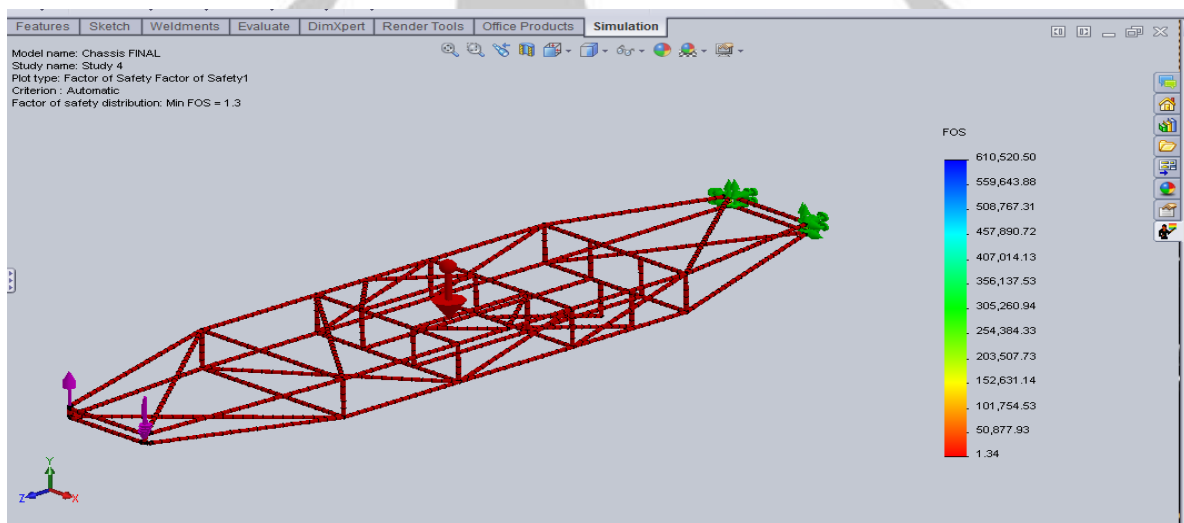 Features Sketch Weldments Evaluate DimXpert Render Tools Office Products Simulation
Model name: Chassis FINAL
Study name: Study 4
Plot type: Factor of Safety Factor of Safety1
Criterion : Automatic
Factor of safety distribution: Min FOS = 1.3
FOS
610,520.50
559,643.88
508,767.31
457,890.72
407,014.13
356,137.53
305,260.94
254,384.33
203,507.73
152,631.14
101,754.53
50,877.93
1.34
Y
Z X